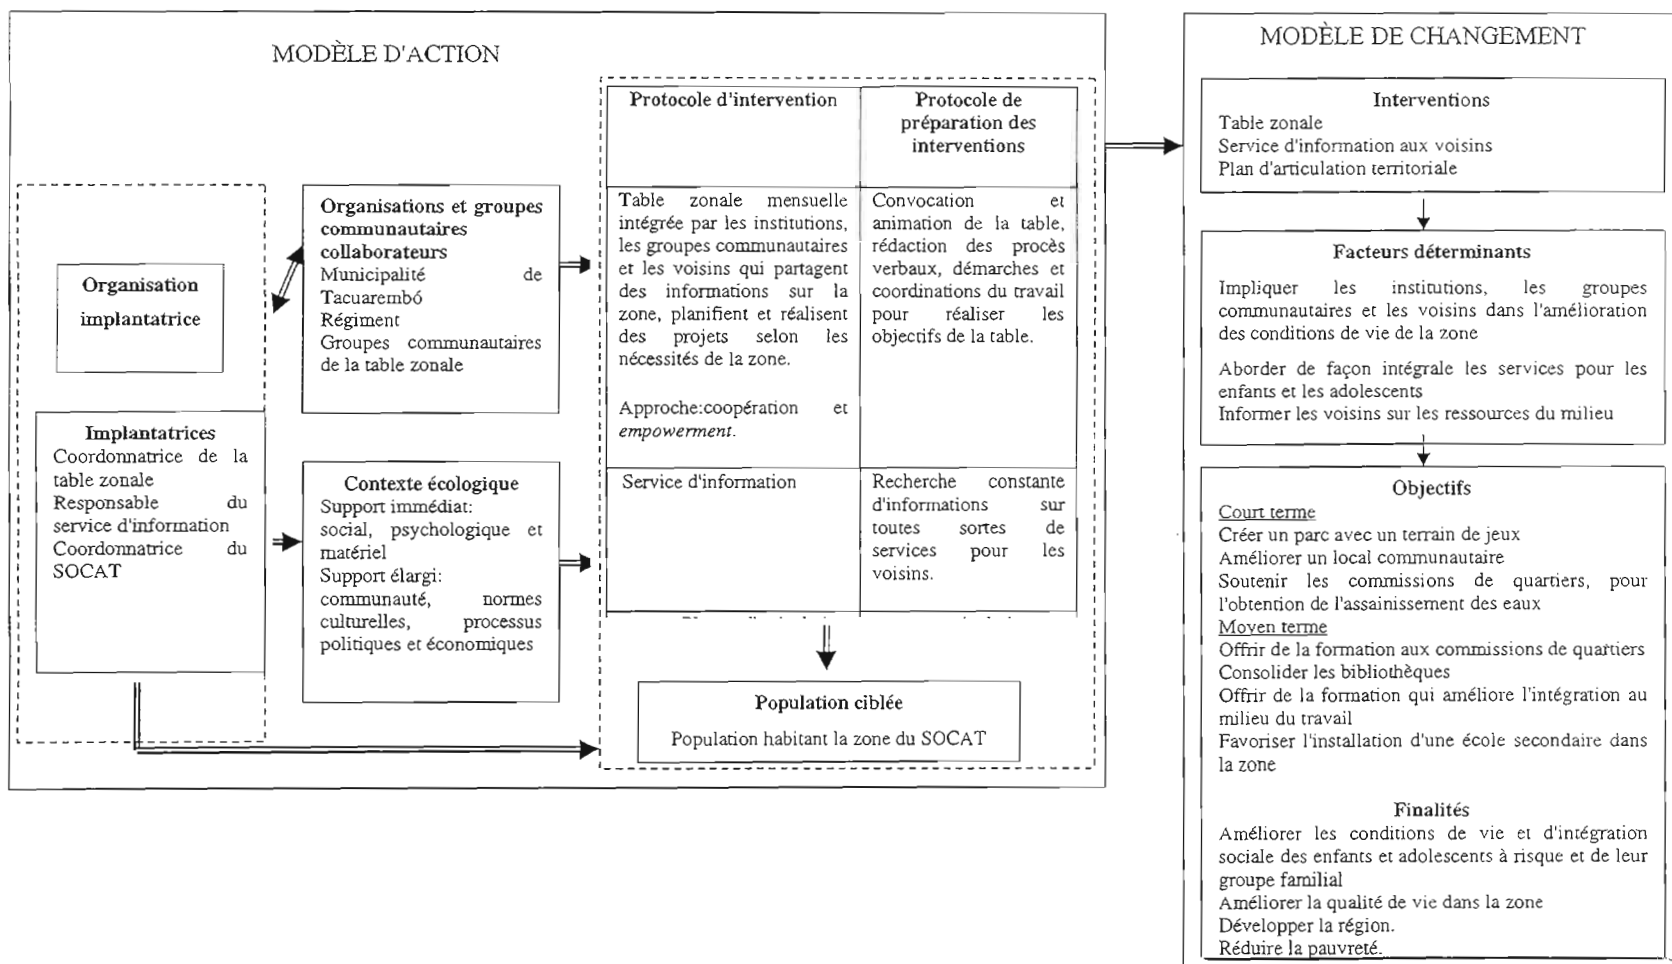 MODÈLE D'ACTION
Organisation
implantatrice
Implantatrices
Coordonnatrice de la
table zonale
Responsable du
service d'information
Coordonnatrice du
SOCAT
Organisations et groupes
communautaires
collaborateurs
Municipalité de
Tacuarembó
Régiment
Groupes communautaires
de la table zonale
Contexte écologique
Support immédiat:
social, psychologique et
matériel
Support élargi:
communauté, normes
culturelles, processus
politiques et économiques
Protocole d'intervention
Protocole de
préparation des
interventions
Table zonale mensuelle
intégrée par les institutions,
les groupes communautaires
et les voisins qui partagent
des informations sur la
zone, planifient et réalisent
des projets selon les
nécessités de la zone.
Approche:coopération et
empowerment.
Convocation et
animation de la table,
rédaction des procès
verbaux, démarches et
coordinations du travail
pour réaliser les
objectifs de la table.
Service d'information
Recherche constante
d'informations sur
toutes sortes de
services pour les
voisins.
Population ciblée
Population habitant la zone du SOCAT
MODÈLE DE CHANGEMENT
Interventions
Table zonale
Service d'information aux voisins
Plan d'articulation territoriale
Facteurs déterminants
Impliquer les institutions, les groupes
communautaires et les voisins dans l'amélioration
des conditions de vie de la zone
Aborder de façon intégrale les services pour les
enfants et les adolescents
Informer les voisins sur les ressources du milieu
Objectifs
Court terme
Créer un parc avec un terrain de jeux
Améliorer un local communautaire
Soutenir les commissions de quartiers, pour
l'obtention de l'assainissement des eaux
Moyen terme
Offrir de la formation aux commissions de quartiers
Consolider les bibliothèques
Offrir de la formation qui améliore l'intégration au
milieu du travail
Favoriser l'installation d'une école secondaire dans
la zone
Finalités
Améliorer les conditions de vie et d'intégration
sociale des enfants et adolescents à risque et de leur
groupe familial
Améliorer la qualité de vie dans la zone
Développer la région.
Réduire la pauvreté.